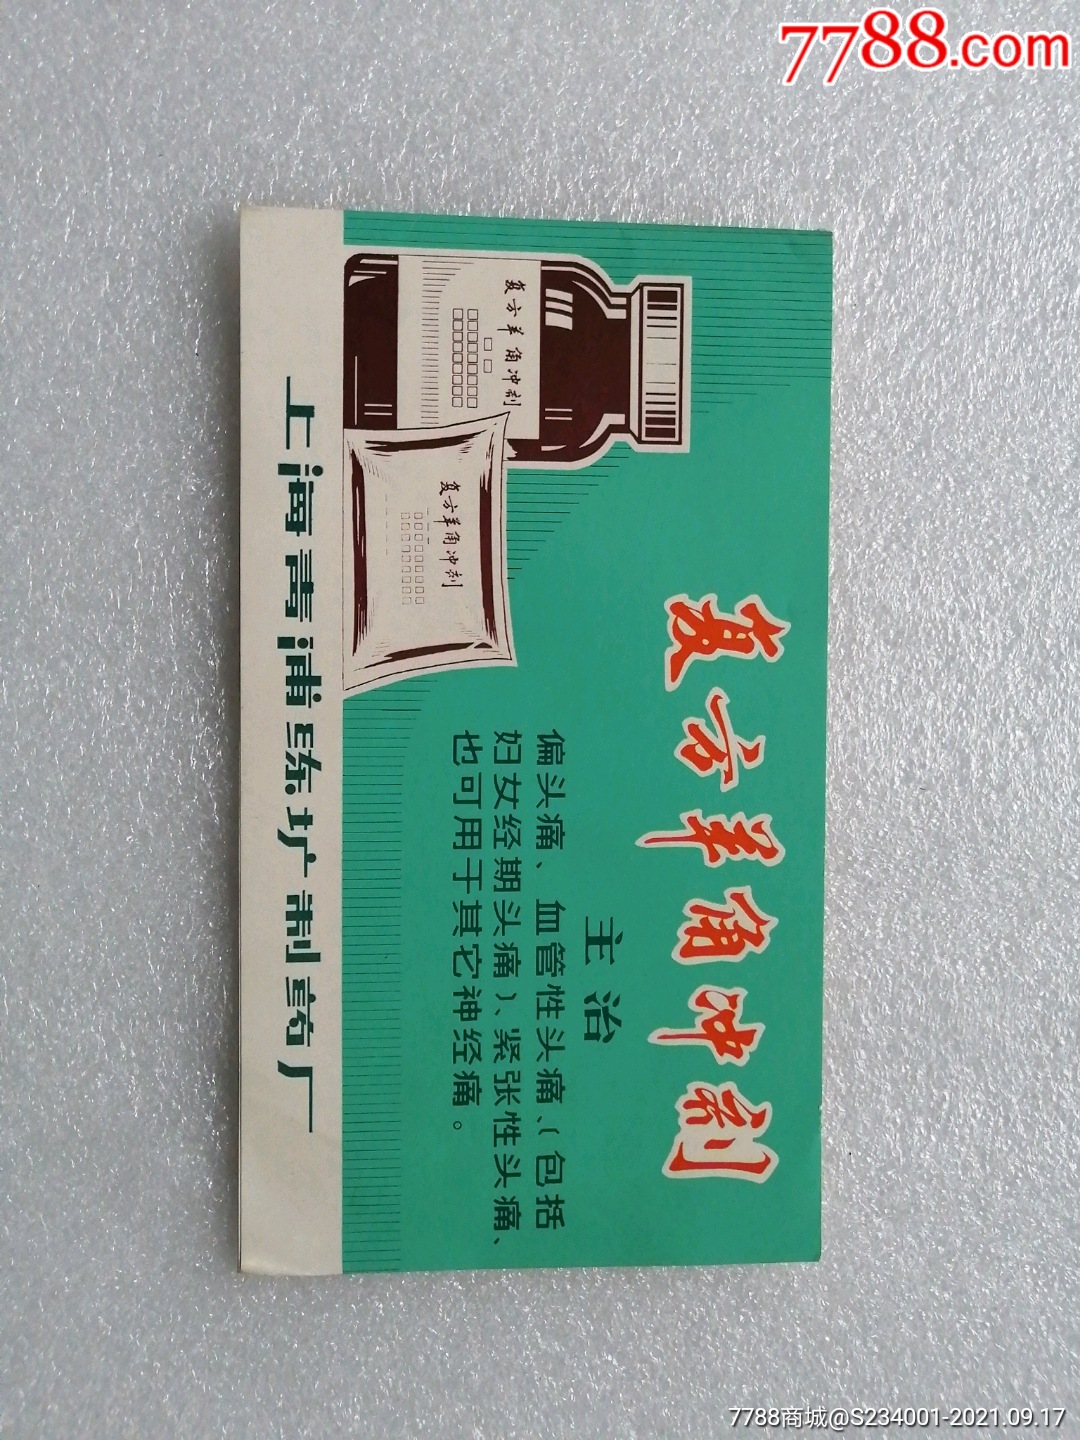 7788.com
复方羊角冲剂
主治
偏头痛、血管性头痛、(包括
妇女经期头痛)、紧张性头痛、
也可用于其它神经痛。
复方羊角冲剂
复方羊角冲剂
上海青浦练圹制药厂
7788商城@S234001-2021.09.17